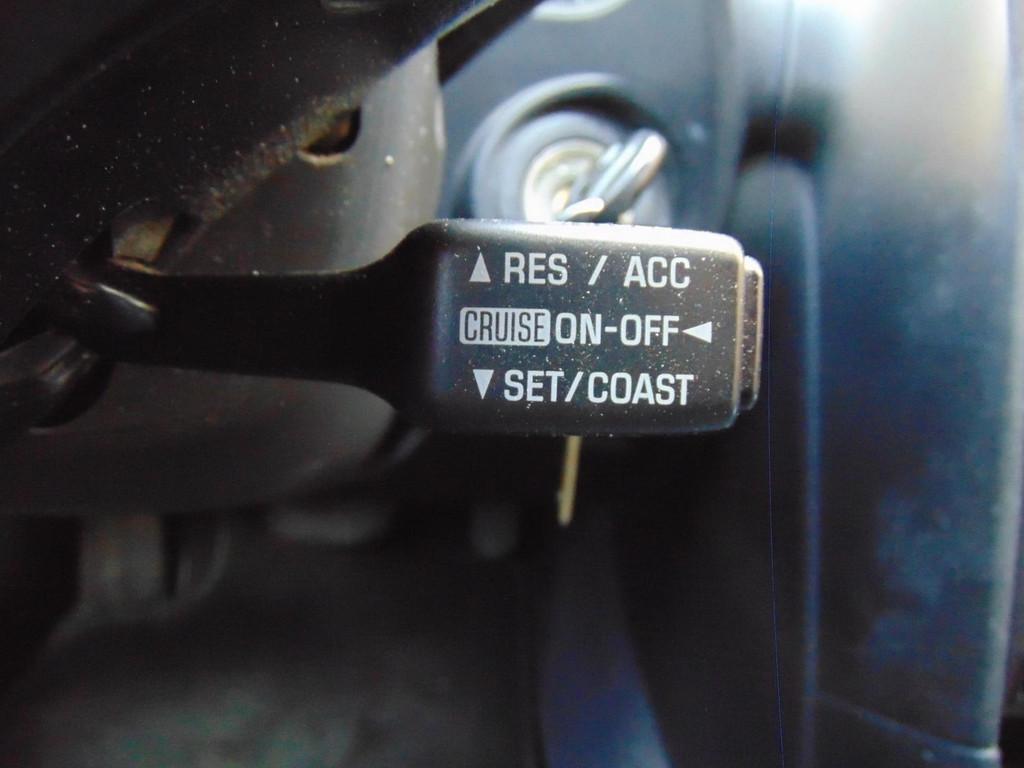 ▲ RES / ACC
CRUISE ON-OFF ◄
▼ SET/COAST